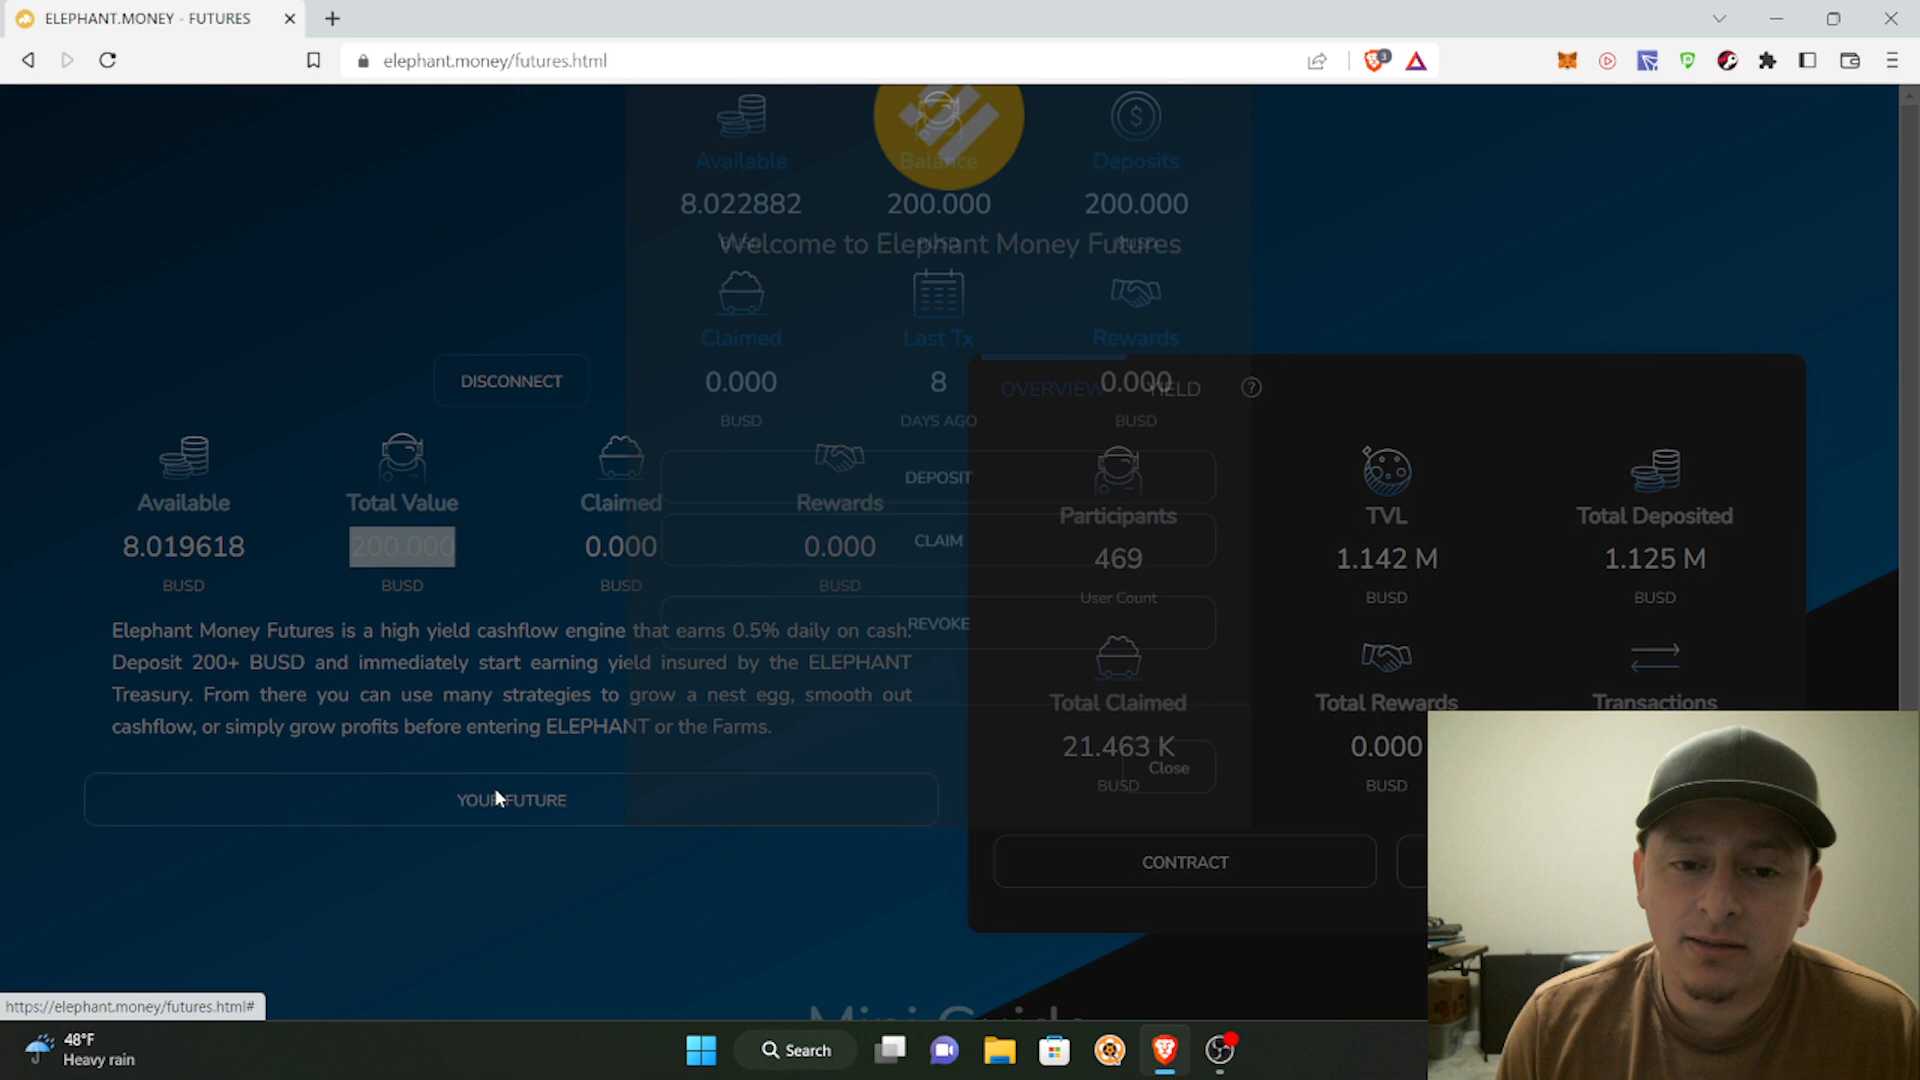 ELEPHANT.MONEY - FUTURES
elephant.money/futures.html
3
Available
Balance
Deposits
8.022882
200.000
200.000
BUSD
BUSD
BUSD
Welcome to Elephant Money Futures
Claimed
Last Tx
Rewards
0.000
8
0.000
BUSD
DAYS AGO
BUSD
DEPOSIT
CLAIM
REVOKE
Close
DISCONNECT
Available
Total Value
Claimed
Rewards
8.019618
200.000
0.000
0.000
BUSD
BUSD
BUSD
BUSD
Elephant Money Futures is a high yield cashflow engine that earns 0.5% daily on cash.
Deposit 200+ BUSD and immediately start earning yield insured by the ELEPHANT
Treasury. From there you can use many strategies to grow a nest egg, smooth out
cashflow, or simply grow profits before entering ELEPHANT or the Farms.
YOUR FUTURE
OVERVIEW
YIELD
?
Participants
TVL
Total Deposited
469
1.142 M
1.125 M
User Count
BUSD
BUSD
Total Claimed
Total Rewards
Transactions
21.463 K
0.000
BUSD
BUSD
CONTRACT
Mini Guide
https://elephant.money/futures.html#
48°F
Heavy rain
Search